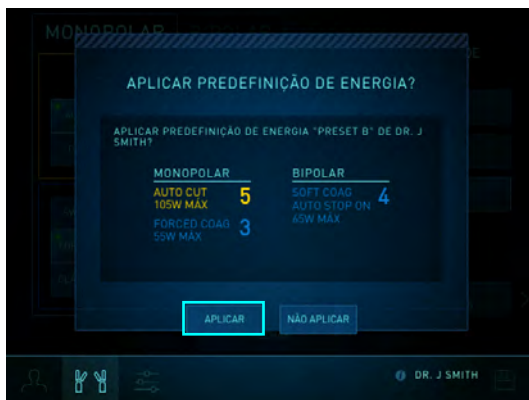 MONOPOLAR BIPOLAR
APLICAR PREDEFINIÇÃO DE ENERGIA?
APLICAR PREDEFINIÇÃO DE ENERGIA "PRESET B" DE DR. J
SMITH?
MONOPOLAR
AUTO CUT
105W MÁX
5
FORCED COAG
55W MÁX
3
BIPOLAR
SOFT COAG
AUTO STOP ON
65W MÁX
4
APLICAR
NÃO APLICAR
DR. J SMITH